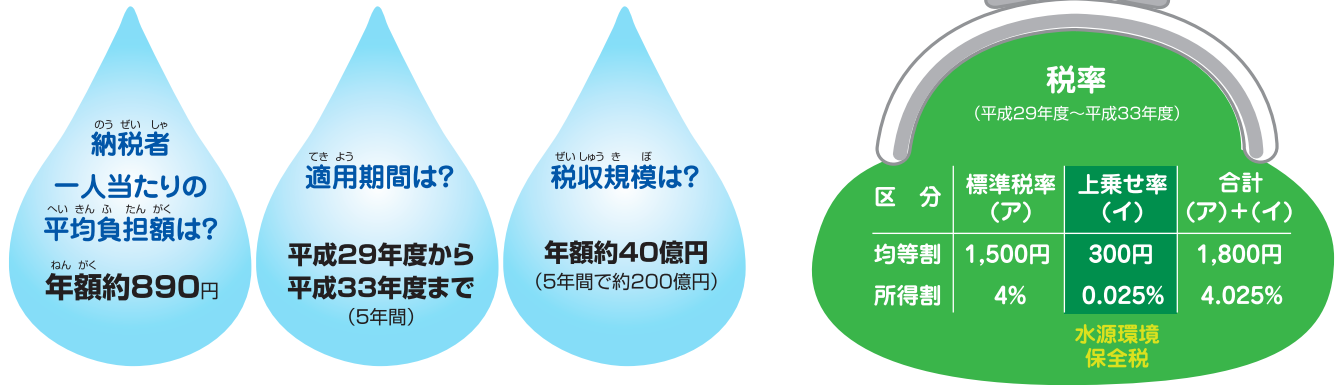 のう ぜい しゃ
納税者
一人当たりの
へい きん ふ たん がく
平均負担額は?
ねん がく
年額約890円
てき よう
適用期間は?
平成29年度から
平成33年度まで
（5年間）
ぜい しゅう き ぼ
税収規模は?
年額約40億円
（5年間で約200億円）
税率
（平成29年度～平成33年度）
区 分 標準税率（ア） 上乗せ率（イ） 合計（ア）＋（イ）
均等割 1,500円 300円 1,800円
所得割 4% 0.025% 4.025%
水源環境
保全税